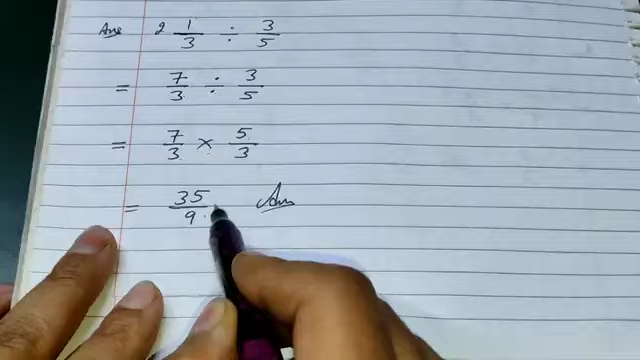 Ans 2 1/3 ÷ 3/5
= 7/3 ÷ 3/5
= 7/3 × 5/3
= 35/9. Ans